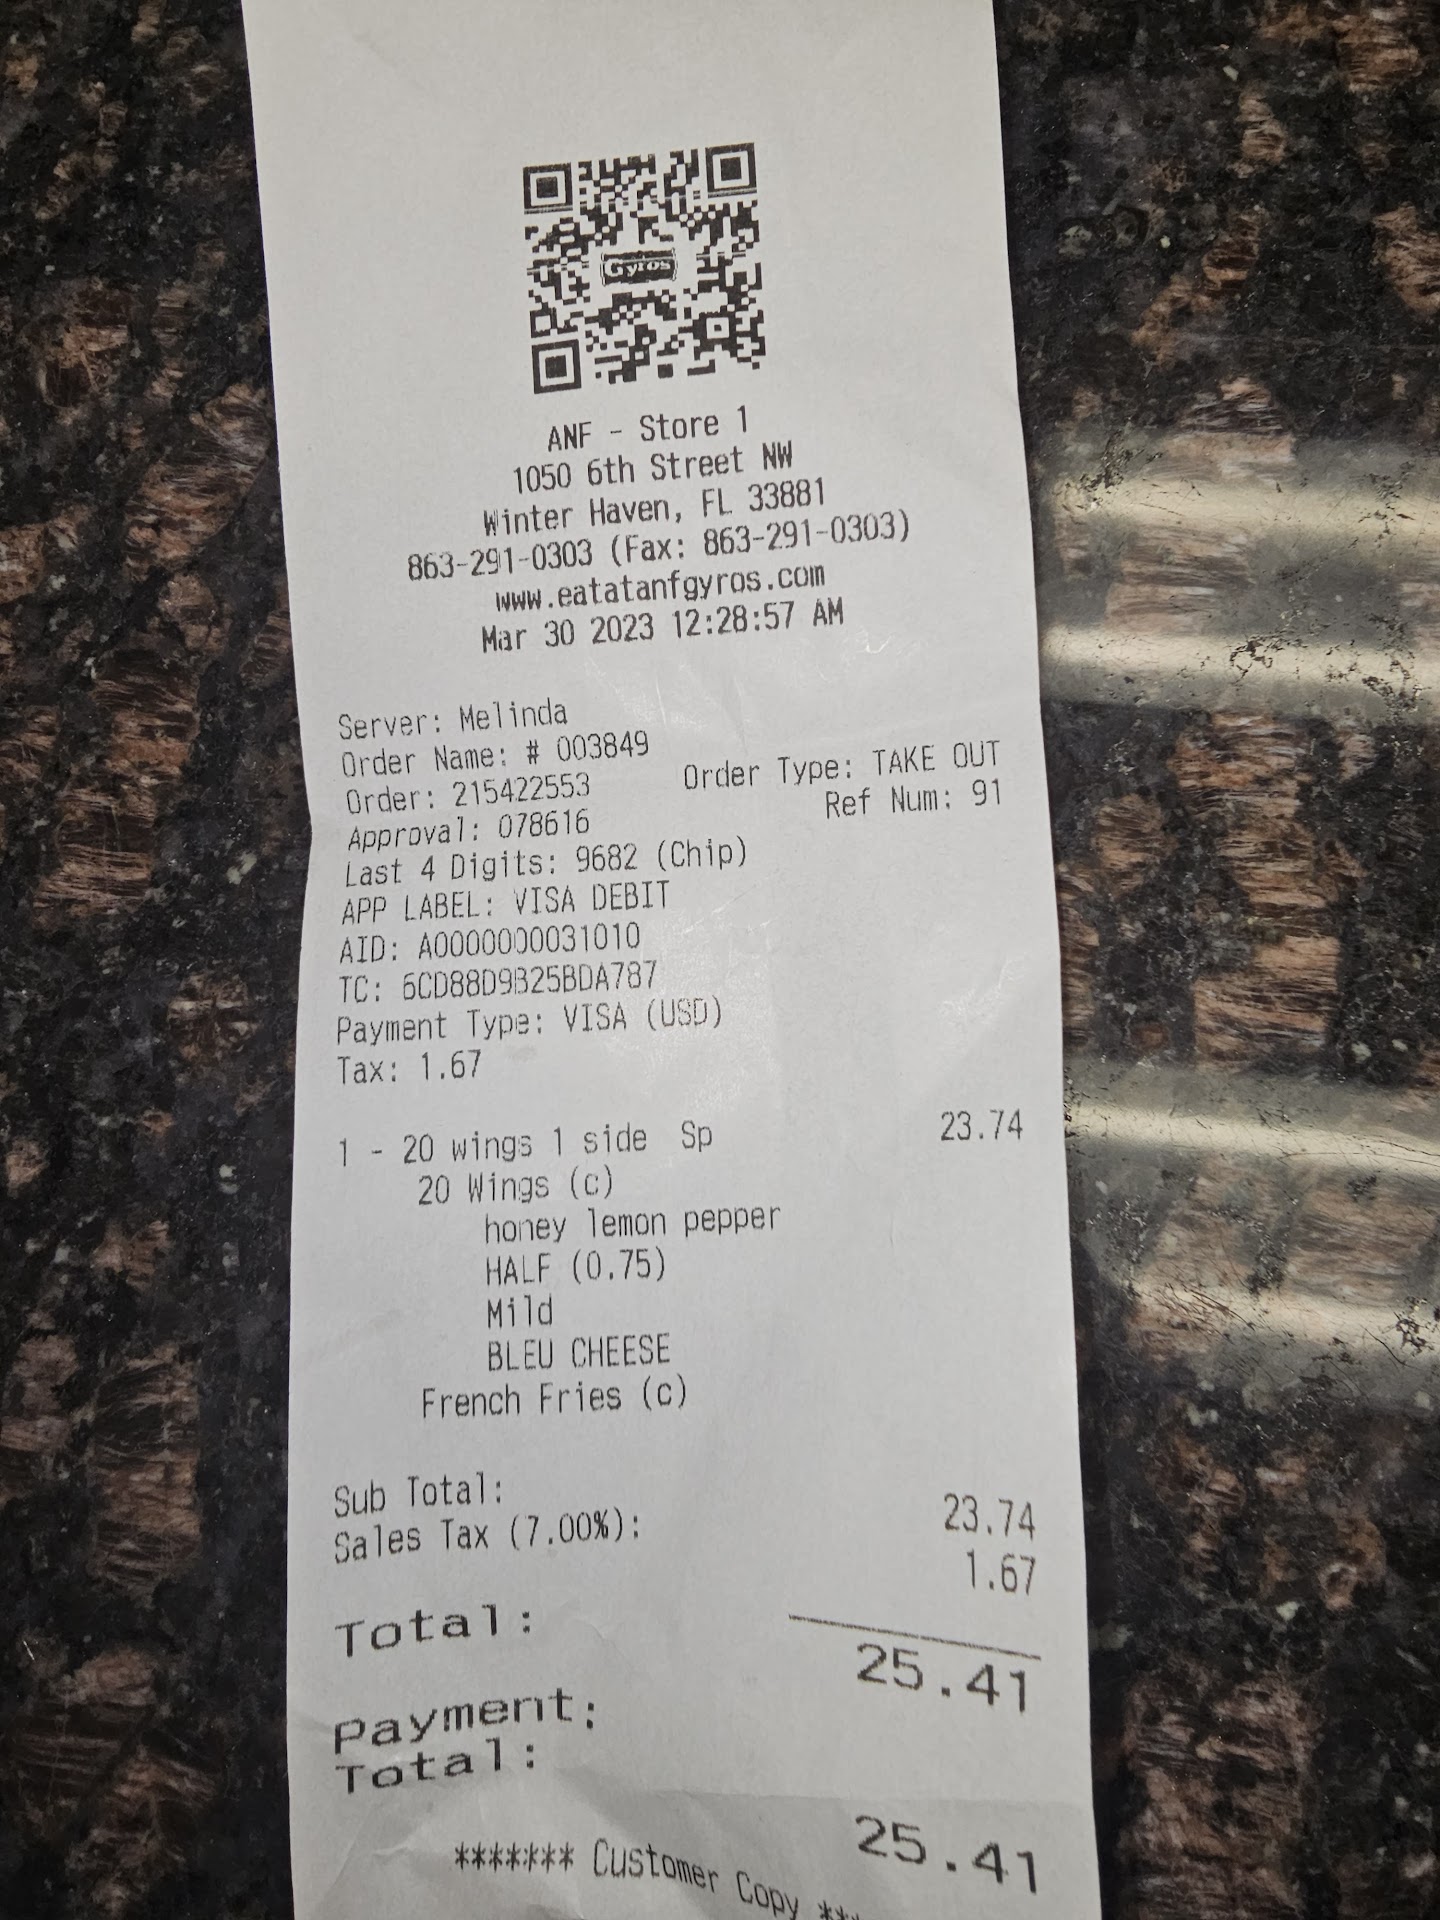 Gyros
ANF - Store 1
1050 6th Street NW
Winter Haven, FL 33881
863-291-0303 (Fax: 863-291-0303)
www.eatatanfgyros.com
Mar 30 2023 12:28:57 AM
Server: Melinda
Order Name: # 003849
Order: 215422553 Order Type: TAKE OUT
Approval: 078616 Ref Num: 91
Last 4 Digits: 9682 (Chip)
APP LABEL: VISA DEBIT
AID: A0000000031010
TC: 6CD88D9B25BDA787
Payment Type: VISA (USD)
Tax: 1.67
1 - 20 wings 1 side Sp 23.74
20 Wings (c)
honey lemon pepper
HALF (0.75)
Mild
BLEU CHEESE
French Fries (c)
Sub Total: 23.74
Sales Tax (7.00%): 1.67
Total: 25.41
Payment:
Total: 25.41
******* Customer Copy ***